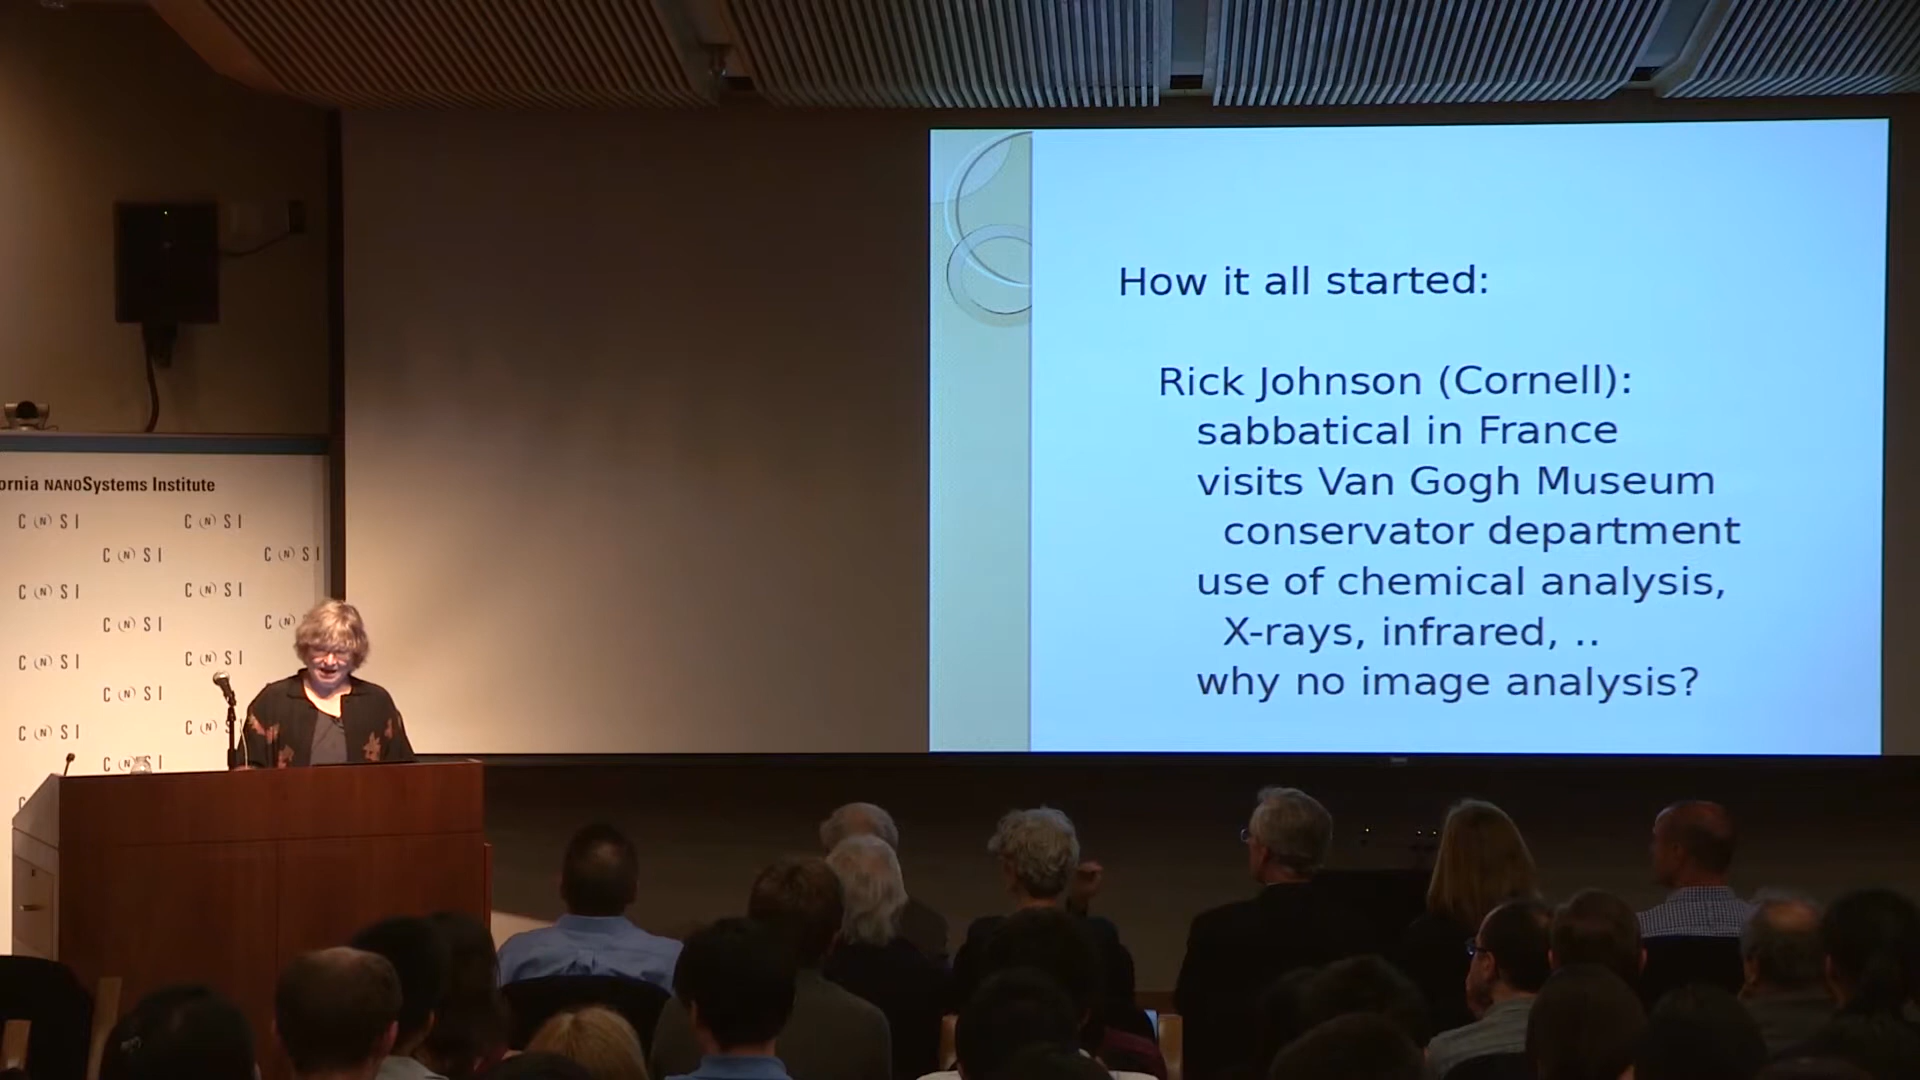 How it all started:
Rick Johnson (Cornell):
sabbatical in France
visits Van Gogh Museum
conservator department
use of chemical analysis,
X-rays, infrared, ..
why no image analysis?
ornia NANOSystems Institute
C (N) S I
C (N) S I
C (N) S I
C (N) S I
C (N) S I
C (N) S I
C (N) S I
C (N)
C (N) S I
C (N) S I
C (N) S I
C (N) S I
C (N) S
C (N) S I